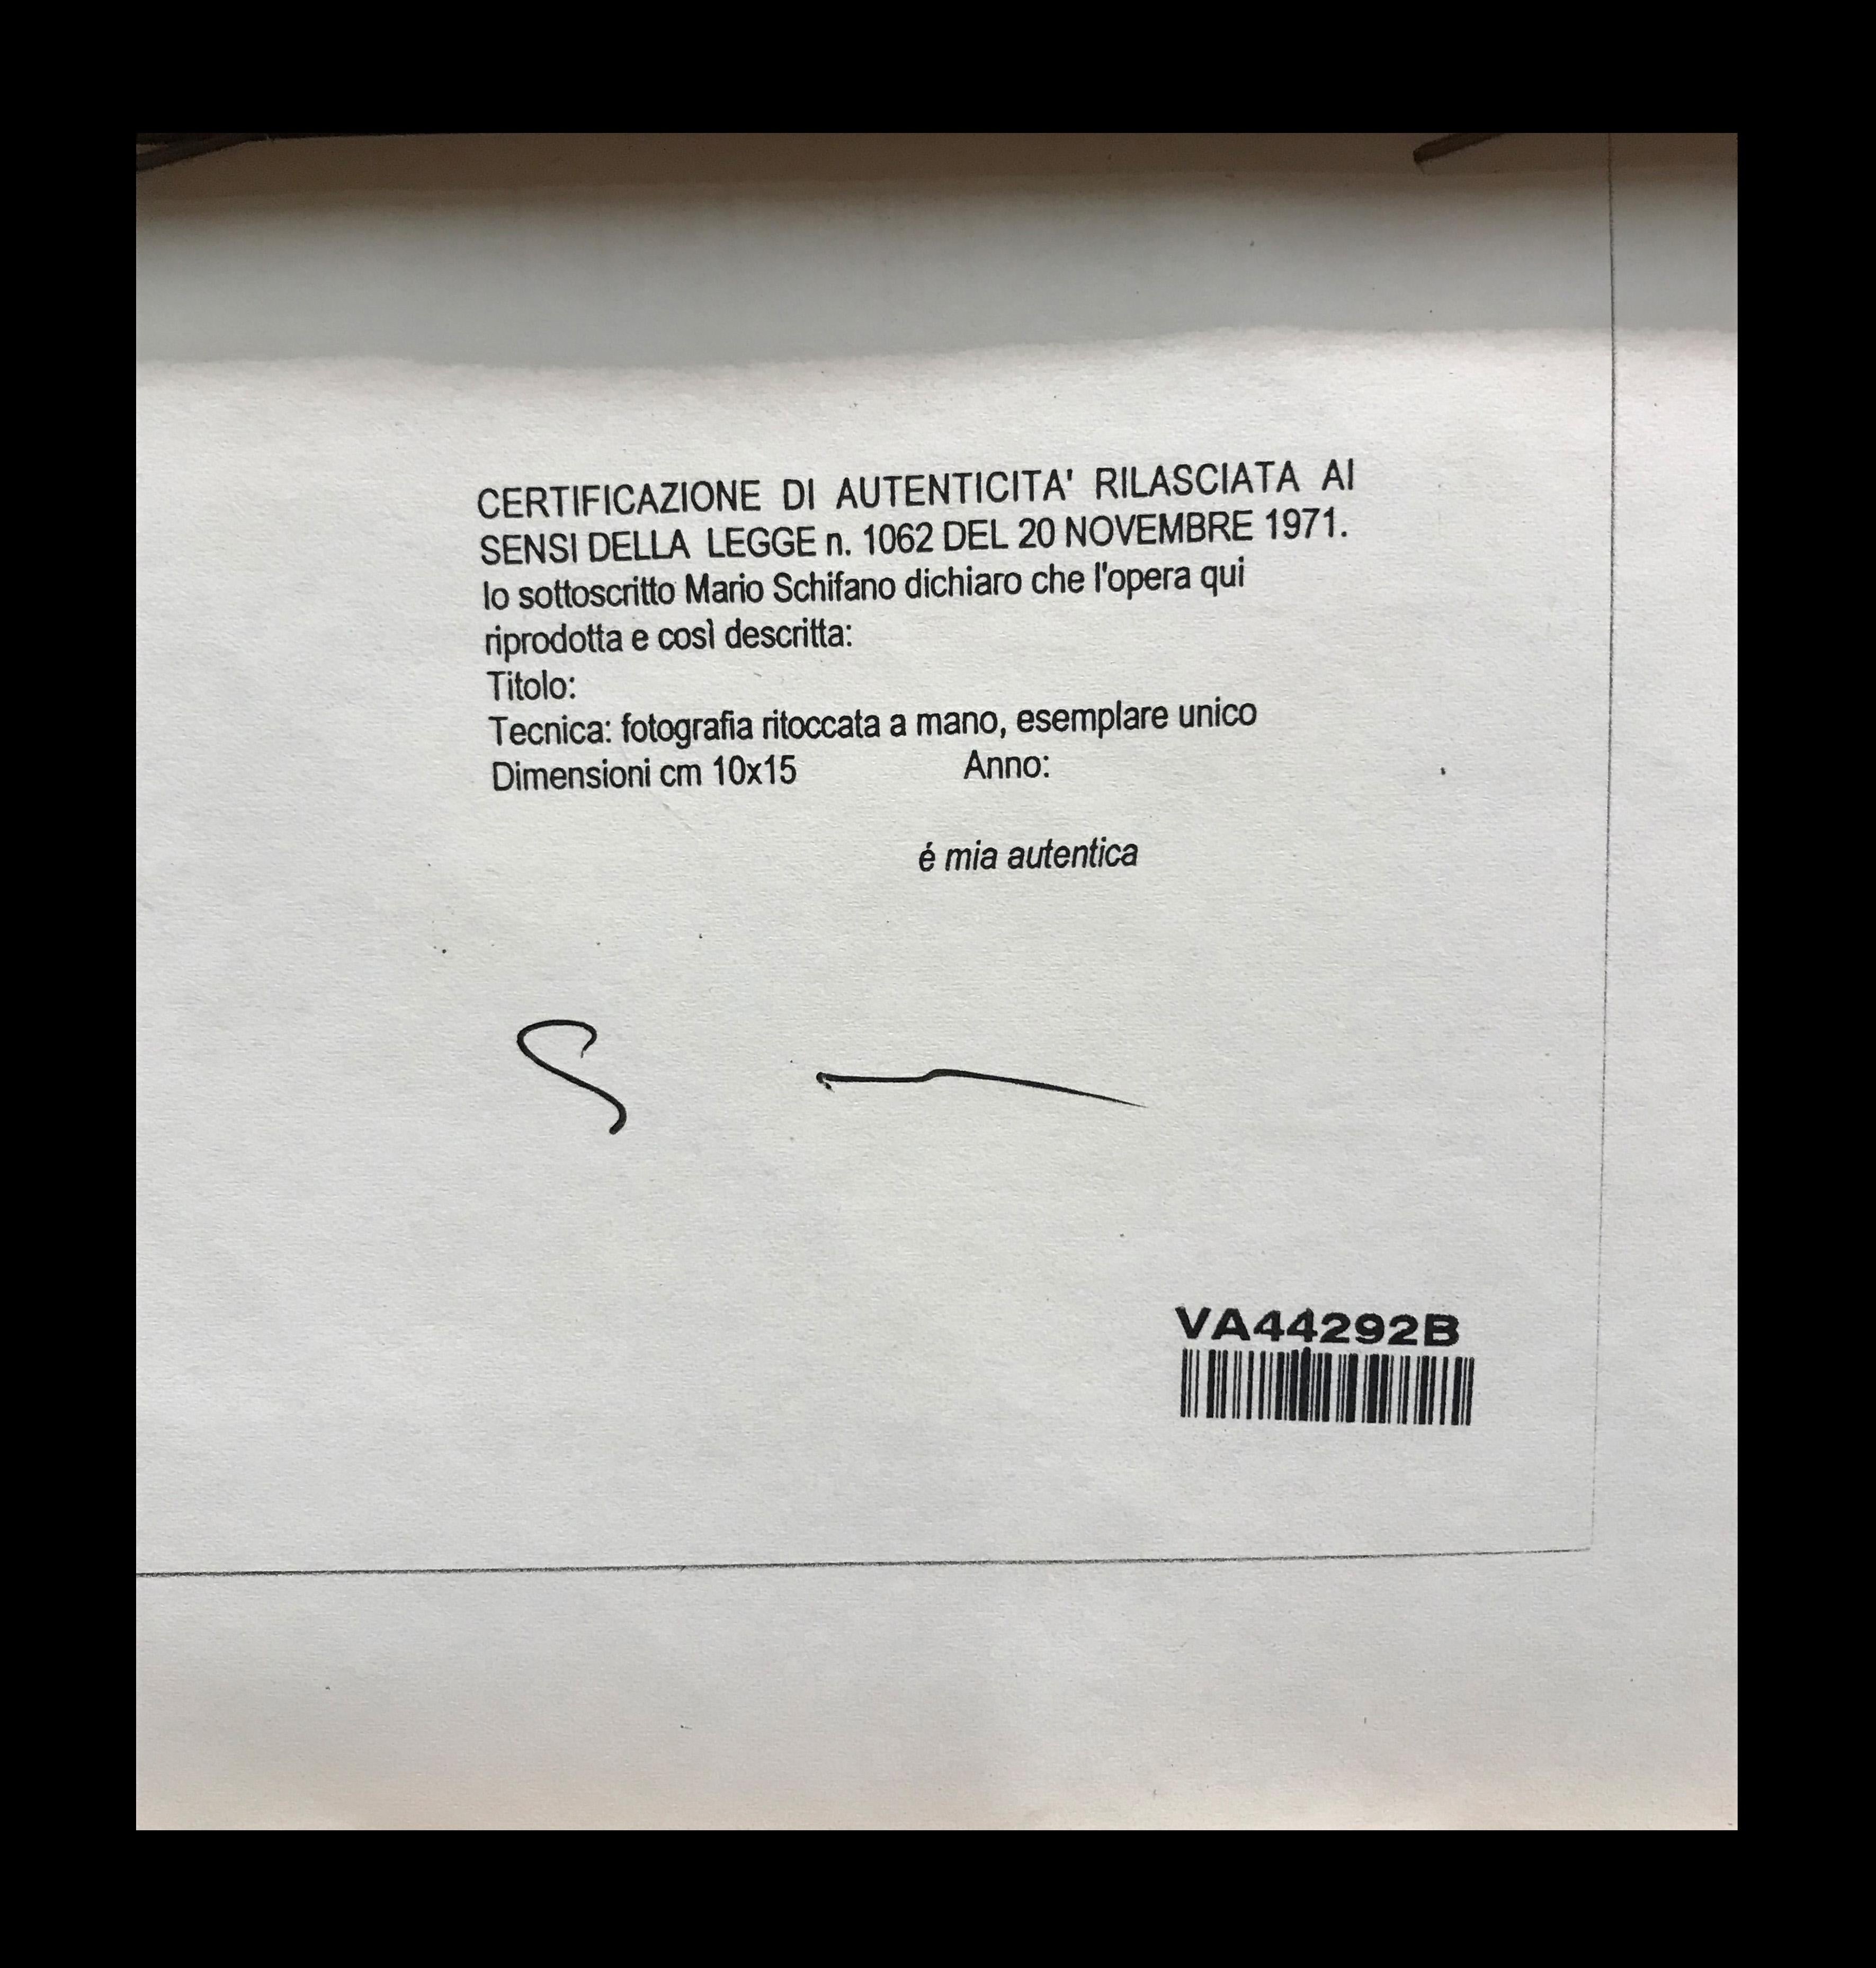 CERTIFICAZIONE DI AUTENTICITA' RILASCIATA AI
SENSI DELLA LEGGE n. 1062 DEL 20 NOVEMBRE 1971.
Io sottoscritto Mario Schifano dichiaro che l'opera qui
riprodotta e così descritta:
Titolo:
Tecnica: fotografia ritoccata a mano, esemplare unico
Dimensioni cm 10x15 Anno:
é mia autentica
VA44292B